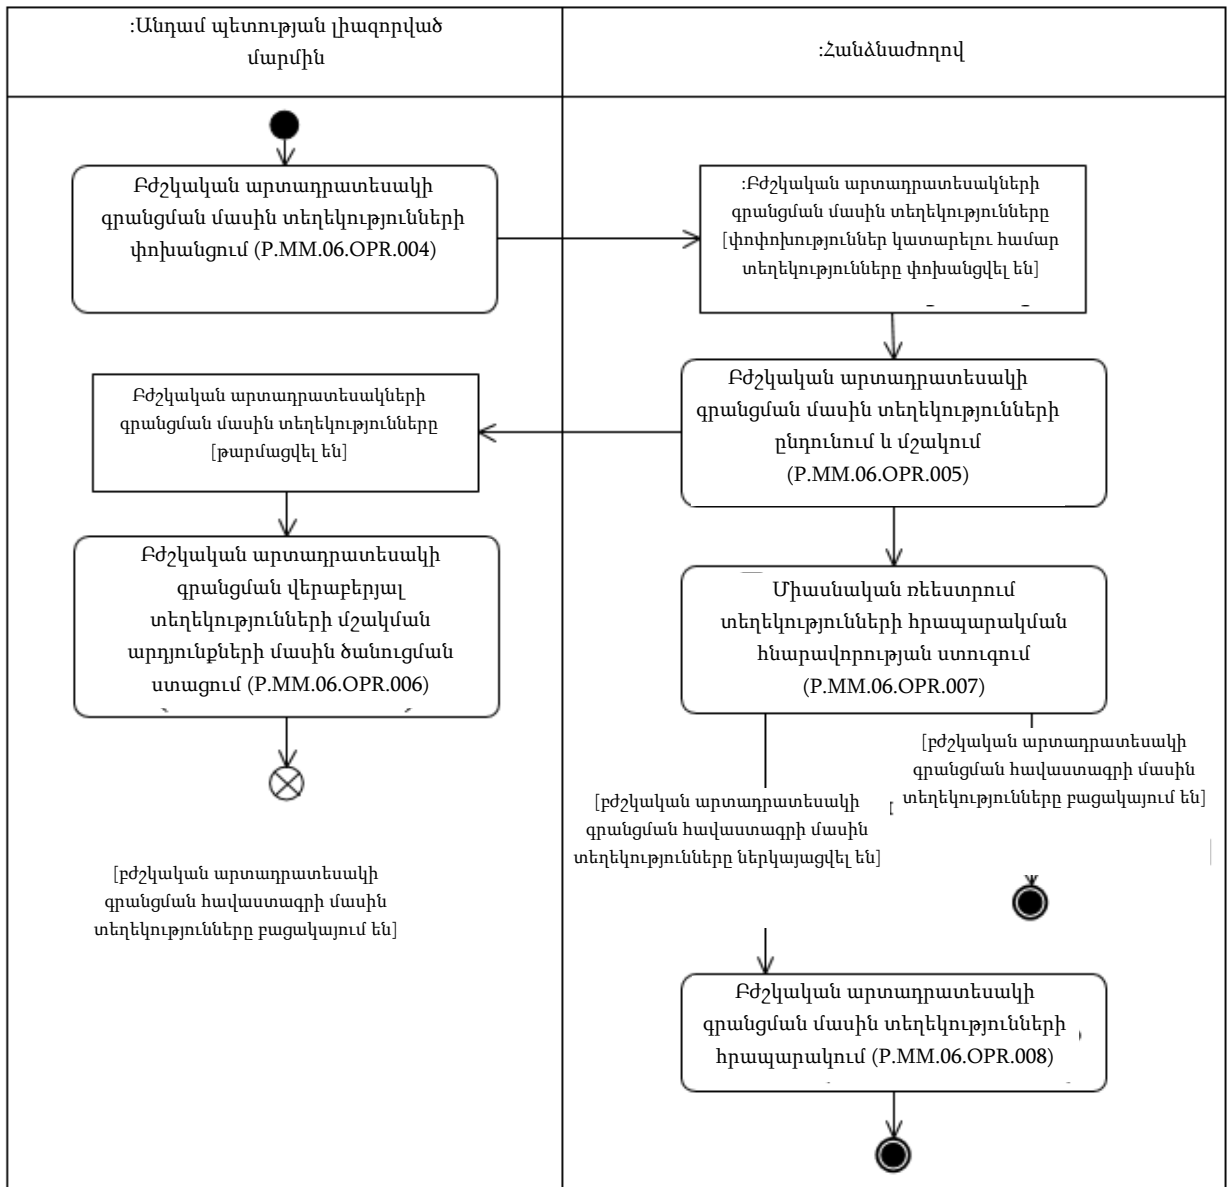 :Անդամ պետության լիազորված
մարմին
:Հանձնաժողով
Բժշկական արտադրատեսակի
գրանցման մասին տեղեկությունների
փոխանցում (P.MM.06.OPR.004)
:Բժշկական արտադրատեսակների
գրանցման մասին տեղեկությունները
[փոփոխություններ կատարելու համար
տեղեկությունները փոխանցվել են]
Բժշկական արտադրատեսակի
գրանցման մասին տեղեկությունների
ընդունում և մշակում
(P.MM.06.OPR.005)
Բժշկական արտադրատեսակների
գրանցման մասին տեղեկությունները
[թարմացվել են]
Բժշկական արտադրատեսակի
գրանցման վերաբերյալ
տեղեկությունների մշակման
արդյունքների մասին ծանուցման
ստացում (P.MM.06.OPR.006)
Միասնական ռեեստրում
տեղեկությունների հրապարակման
հնարավորության ստուգում
(P.MM.06.OPR.007)
[բժշկական արտադրատեսակի
գրանցման հավաստագրի մասին
տեղեկությունները բացակայում են]
[բժշկական արտադրատեսակի
գրանցման հավաստագրի մասին
տեղեկությունները ներկայացվել են]
[բժշկական արտադրատեսակի
գրանցման հավաստագրի մասին
տեղեկությունները բացակայում են]
Բժշկական արտադրատեսակի
գրանցման մասին տեղեկությունների
հրապարակում (P.MM.06.OPR.008)